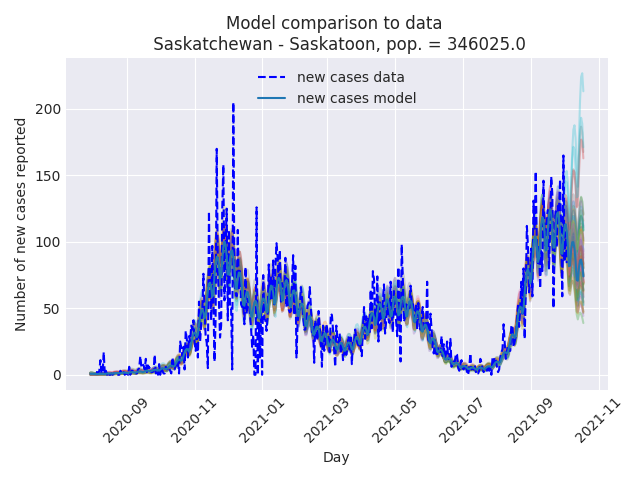 Model comparison to data
Saskatchewan - Saskatoon, pop. = 346025.0
new cases data
new cases model
Number of new cases reported
200
150
100
50
0
2020-09
2020-11
2021-01
2021-03
2021-05
2021-07
2021-09
2021-11
Day